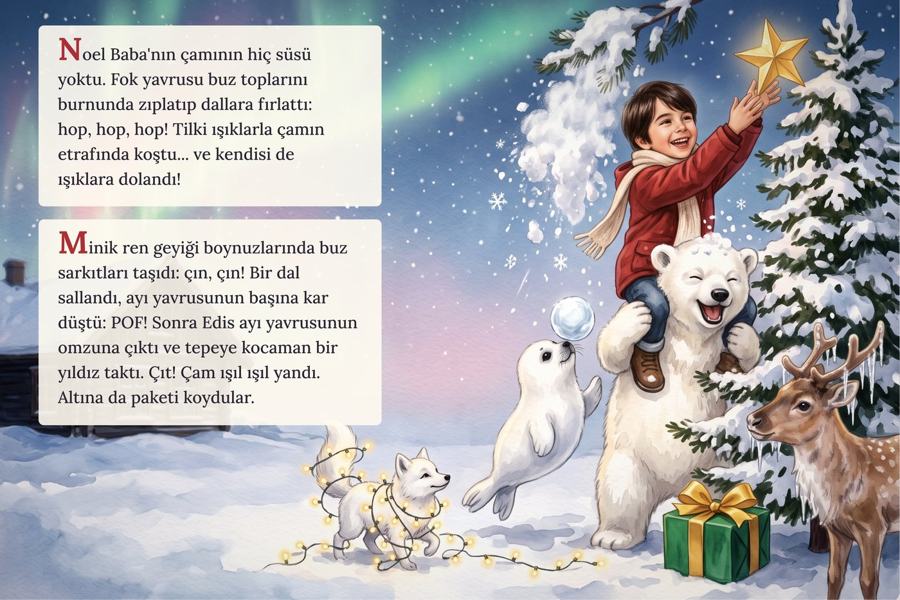 Noel Baba'nın çamının hiç süsü
yoktu. Fok yavrusu buz toplarını
burnunda zıplatıp dallara fırlattı:
hop, hop, hop! Tilki ışıklarla çamın
etrafında koştu... ve kendisi de
ışıklara dolandı!
Minik ren geyiği boynuzlarında buz
sarkıtları taşıdı: çın, çın! Bir dal
sallandı, ayı yavrusunun başına kar
düştü: POF! Sonra Edis ayı yavrusunun
omzuna çıktı ve tepeye kocaman bir
yıldız taktı. Çıt! Çam ışıl ışıl yandı.
Altına da paketi koydular.